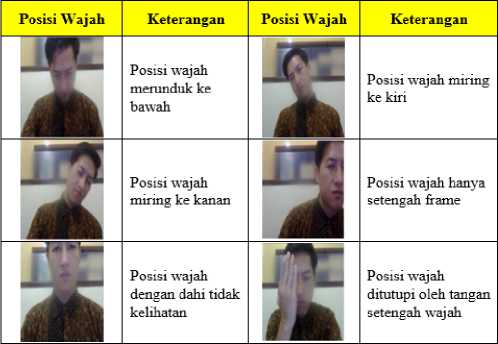 Posisi Wajah Keterangan Posisi Wajah Keterangan
Posisi wajah
merunduk ke
bawah
Posisi wajah miring
ke kiri
Posisi wajah
miring ke kanan
Posisi wajah hanya
setengah frame
Posisi wajah
dengan dahi tidak
kelihatan
Posisi wajah
ditutupi oleh tangan
setengah wajah